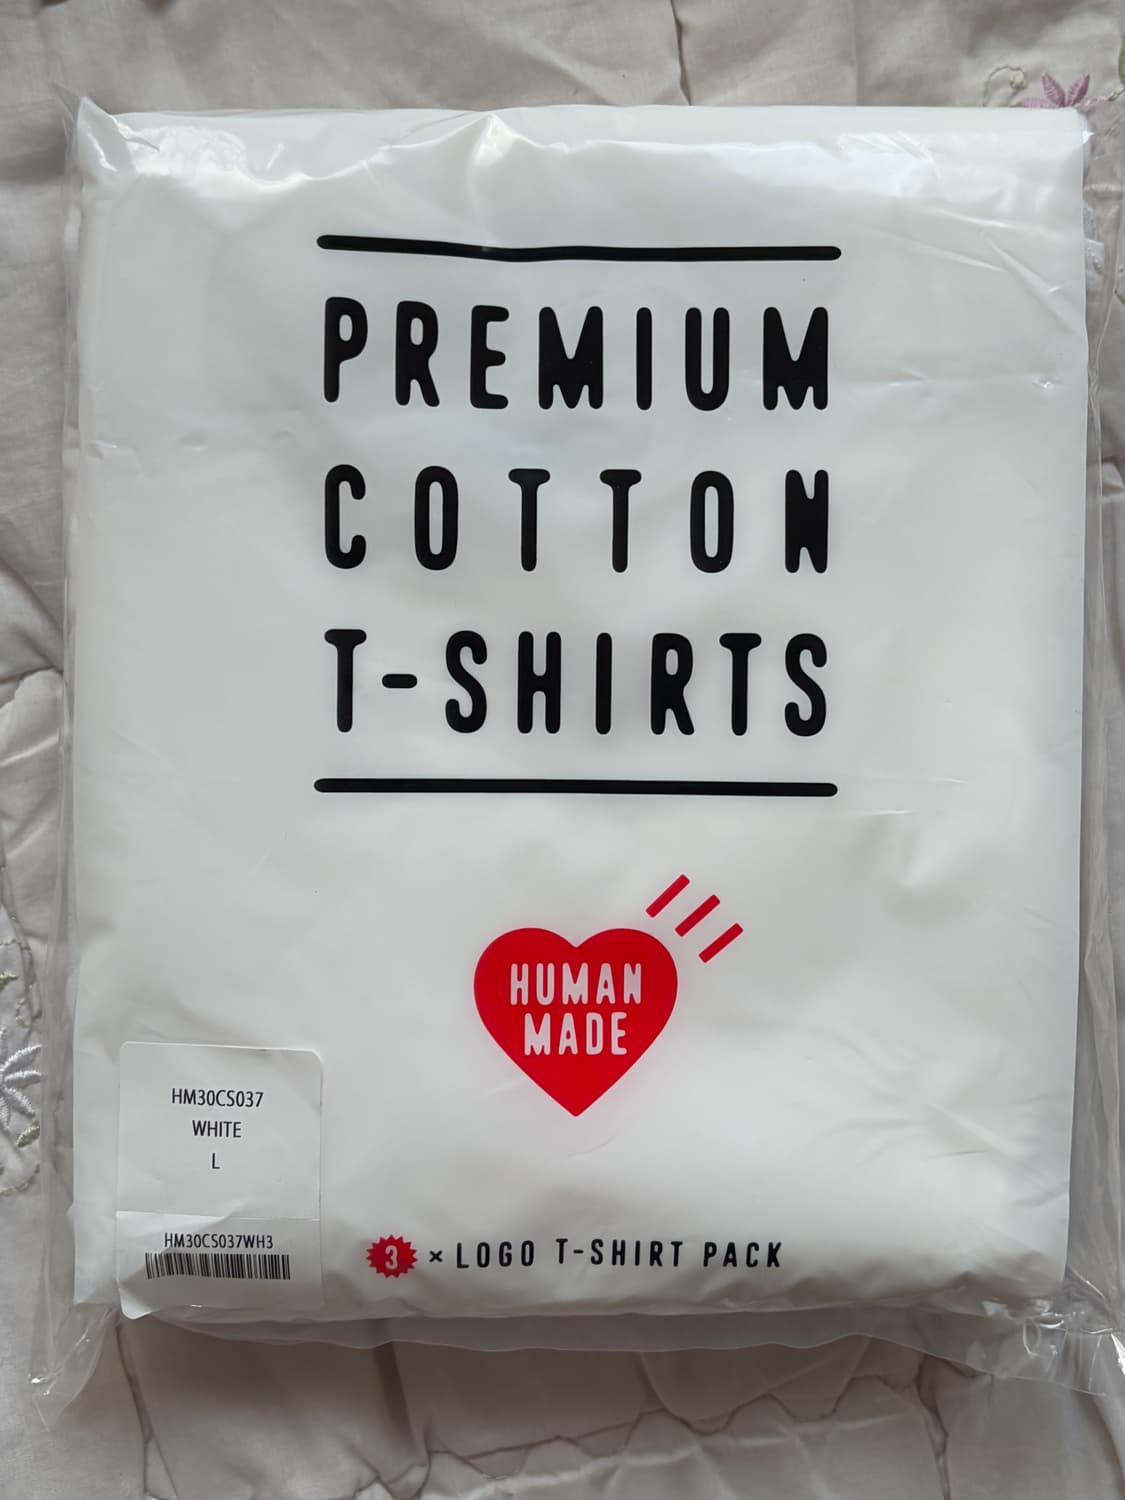 PREMIUM
COTTON
T-SHIRTS
HUMAN
MADE
HM30CS037
WHITE
L
HM30CS037WH3
3 × LOGO T-SHIRT PACK